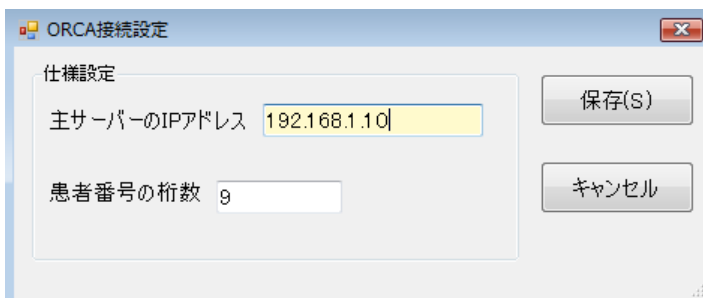 ORCA接続設定
仕様設定
主サーバーのIPアドレス 192.168.1.10
保存(S)
患者番号の桁数 9
キャンセル